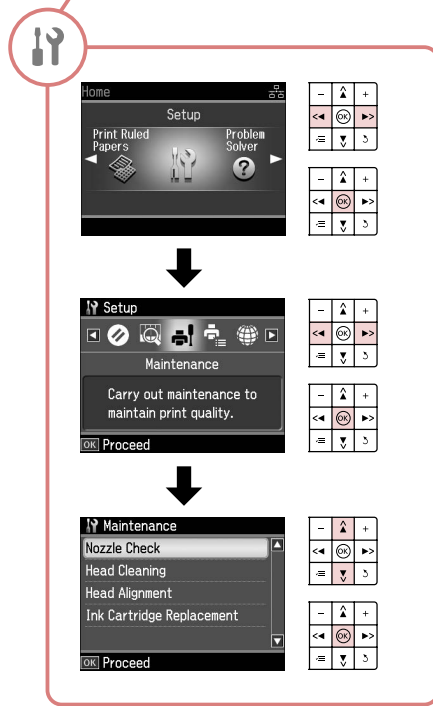 Home
Setup
Print Ruled Papers
Problem Solver
- +
OK
- +
OK
Setup
Maintenance
Carry out maintenance to
maintain print quality.
OK Proceed
- +
OK
- +
OK
Maintenance
Nozzle Check
Head Cleaning
Head Alignment
Ink Cartridge Replacement
OK Proceed
- +
OK
- +
OK